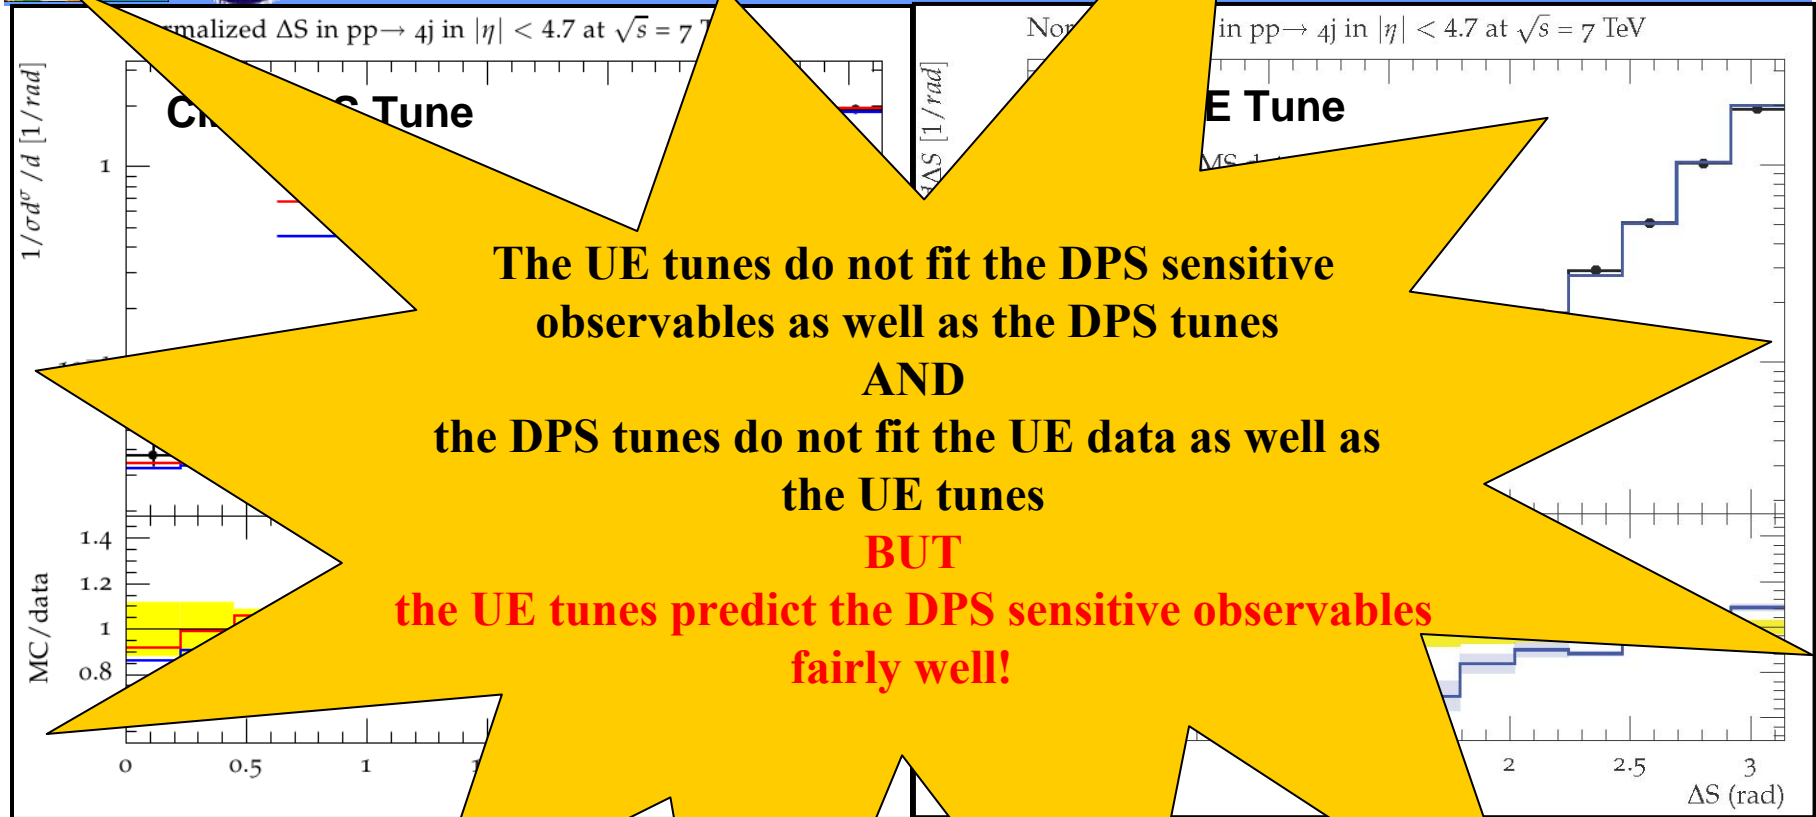 malized ΔS in pp→ 4j in |η| < 4.7 at √s = 7
in pp→ 4j in |η| < 4.7 at √s = 7 TeV
Tune
E Tune
1/σdσ/d [1/rad]
ΔS [1/rad]
1
The UE tunes do not fit the DPS sensitive
observables as well as the DPS tunes
AND
the DPS tunes do not fit the UE data as well as
the UE tunes
BUT
the UE tunes predict the DPS sensitive observables
fairly well!
MC/data
1.4
1.2
1
0.8
0 0.5 1
2 2.5 3
ΔS (rad)